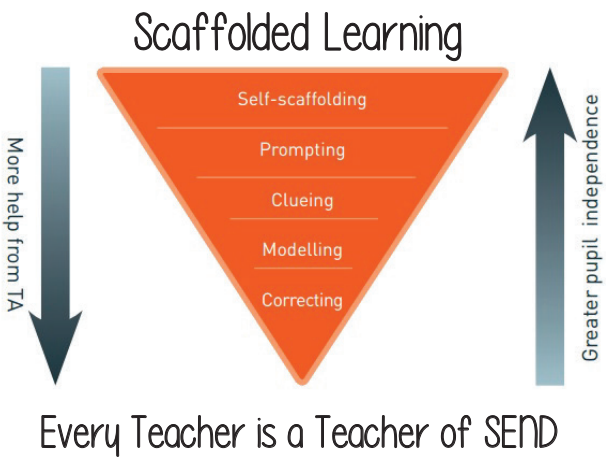 Scaffolded Learning
More help from TA
Self-scaffolding
Prompting
Clueing
Modelling
Correcting
Greater pupil independence
Every Teacher is a Teacher of SEND